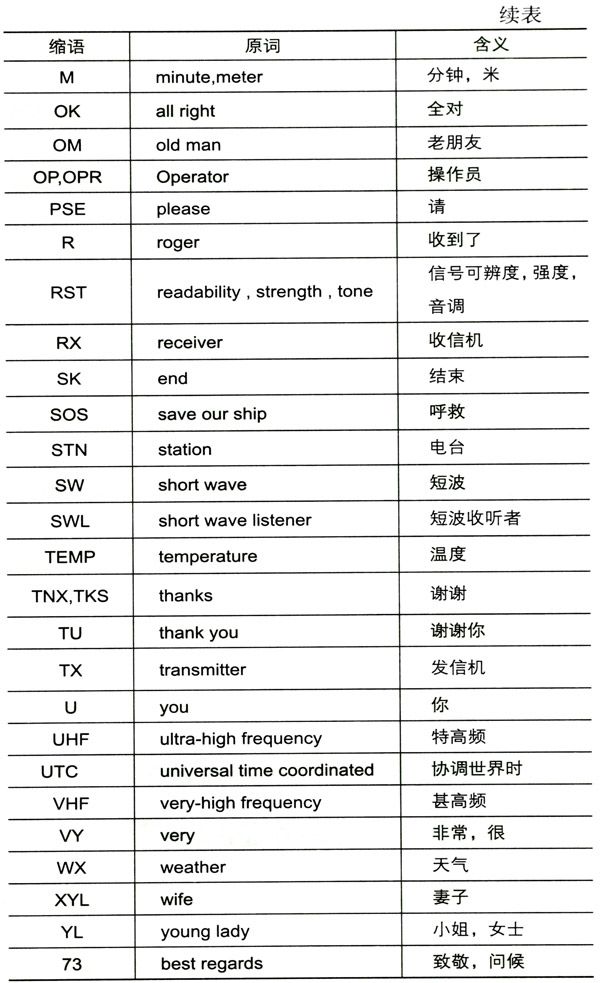 续表
缩语 原词 含义
M minute,meter 分钟，米
OK all right 全对
OM old man 老朋友
OP,OPR Operator 操作员
PSE please 请
R roger 收到了
RST readability , strength , tone 信号可辨度，强度，
音调
RX receiver 收信机
SK end 结束
SOS save our ship 呼救
STN station 电台
SW short wave 短波
SWL short wave listener 短波收听者
TEMP temperature 温度
TNX,TKS thanks 谢谢
TU thank you 谢谢你
TX transmitter 发信机
U you 你
UHF ultra-high frequency 特高频
UTC universal time coordinated 协调世界时
VHF very-high frequency 甚高频
VY very 非常，很
WX weather 天气
XYL wife 妻子
YL young lady 小姐，女士
73 best regards 致敬，问候